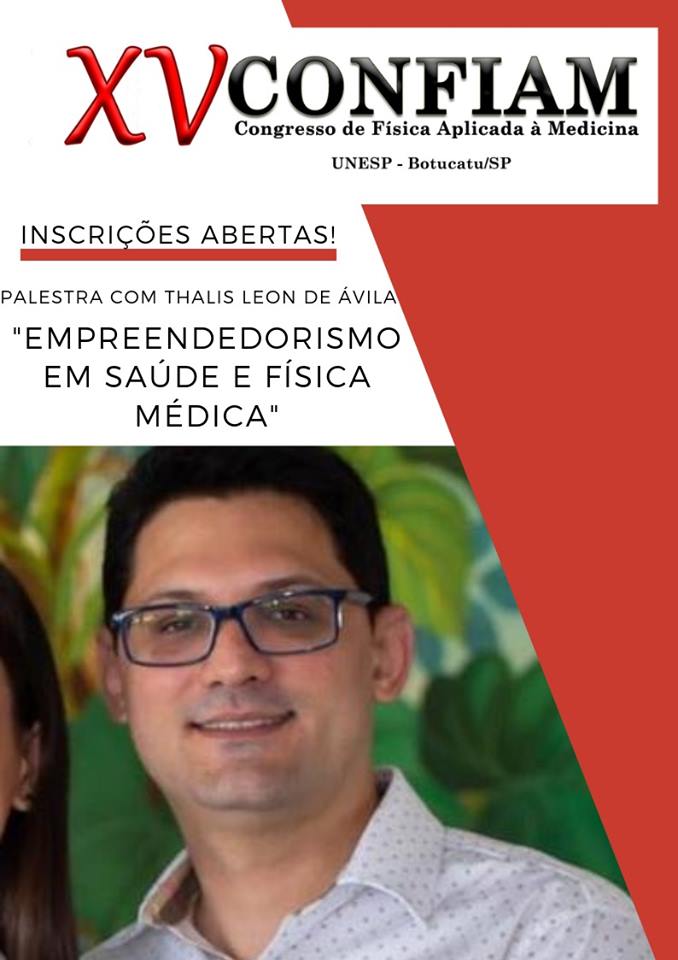 XV CONFIAM
Congresso de Física Aplicada à Medicina
UNESP - Botucatu/SP
INSCRIÇÕES ABERTAS!
PALESTRA COM THALIS LEON DE ÁVILA
"EMPREENDEDORISMO
EM SAÚDE E FÍSICA
MÉDICA"